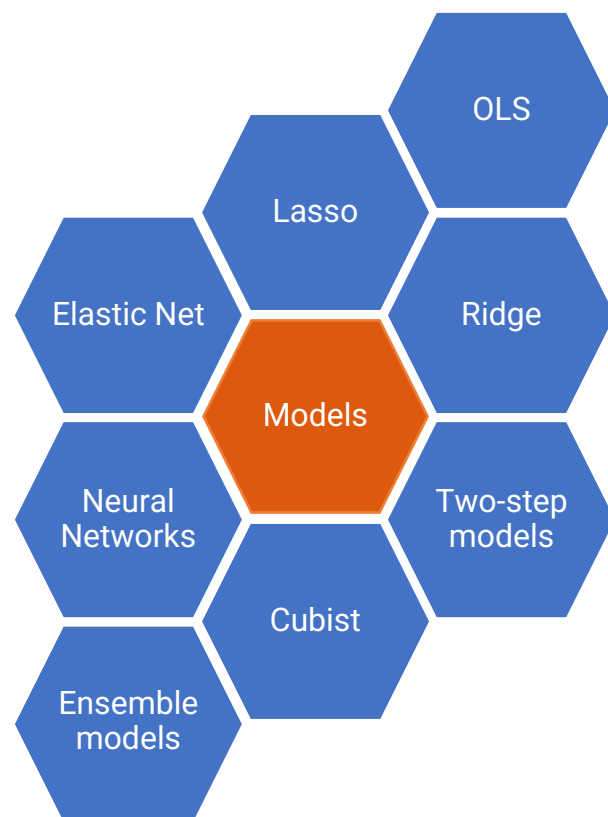 OLS
Lasso
Elastic Net
Ridge
Models
Neural
Networks
Two-step
models
Cubist
Ensemble
models